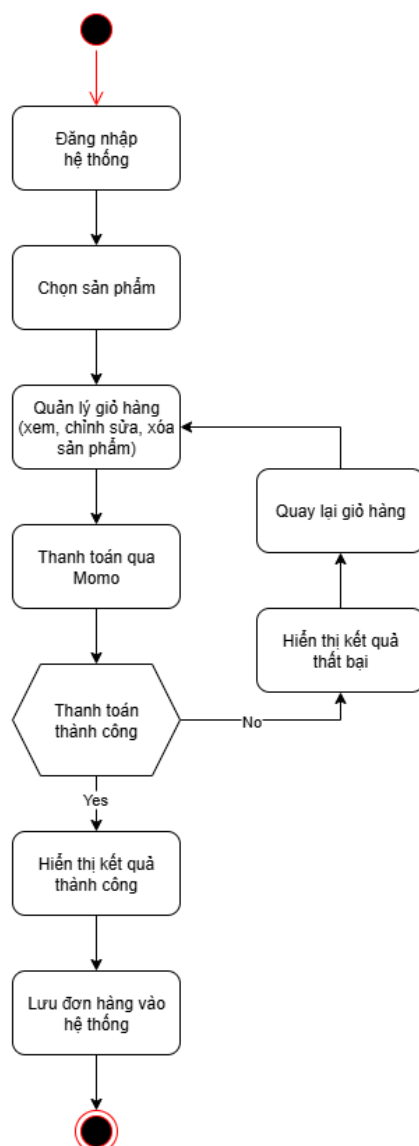 Đăng nhập
hệ thống
Chọn sản phẩm
Quản lý giỏ hàng
(xem, chỉnh sửa, xóa
sản phẩm)
Quay lại giỏ hàng
Thanh toán qua
Momo
Hiển thị kết quả
thất bại
Thanh toán
thành công
No
Yes
Hiển thị kết quả
thành công
Lưu đơn hàng vào
hệ thống